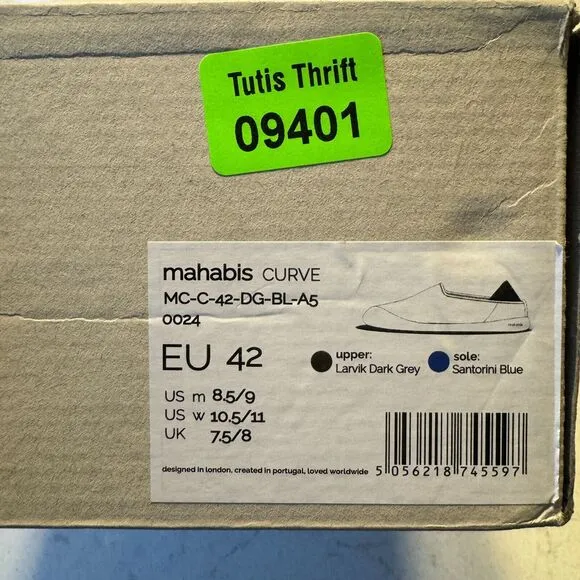 Tutis Thrift
09401
mahabis CURVE
MC-C-42-DG-BL-A5
0024
EU 42
upper:
Larvik Dark Grey
sole:
Santorini Blue
mahabis
US m 8.5/9
US w 10.5/11
UK 7.5/8
designed in london, created in portugal, loved worldwide
5 056218 745597